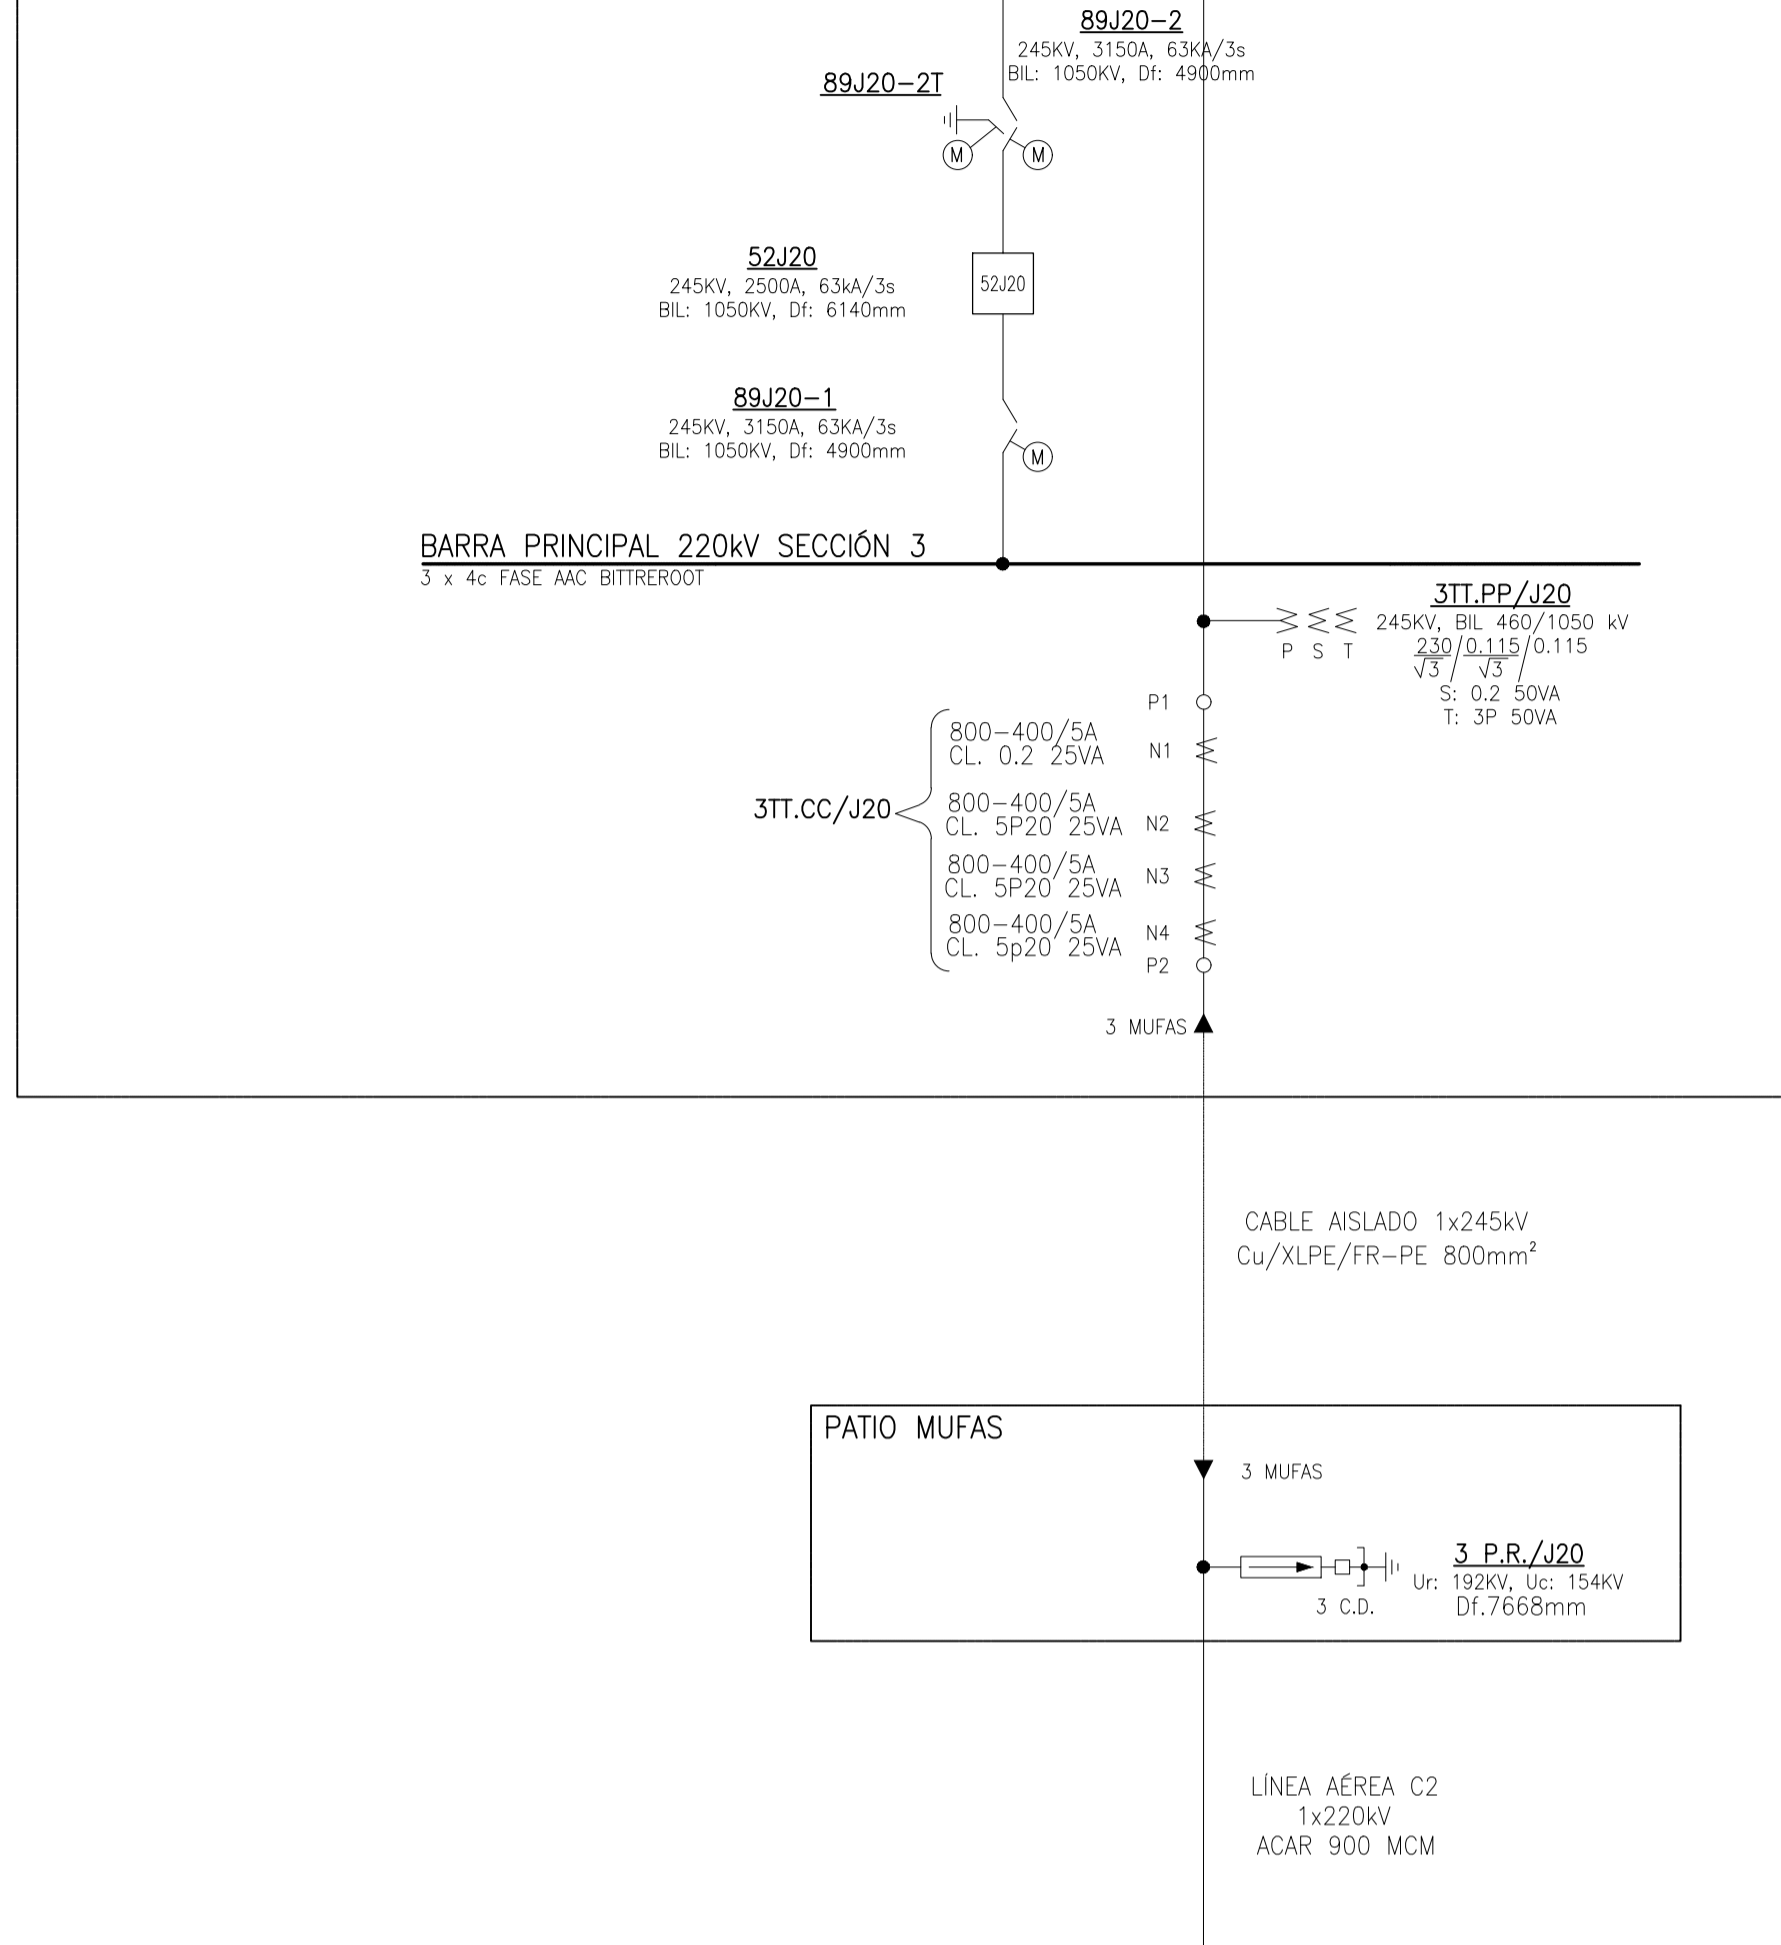 89J20-2
245KV, 3150A, 63KA/3s
BIL: 1050KV, Df: 4900mm
89J20-2T
M
M
52J20
245KV, 2500A, 63kA/3s
BIL: 1050KV, Df: 6140mm
52J20
89J20-1
245KV, 3150A, 63KA/3s
BIL: 1050KV, Df: 4900mm
M
BARRA PRINCIPAL 220kV SECCIÓN 3
3 x 4c FASE AAC BITTREROOT
3TT.PP/J20
245KV, BIL 460/1050 kV
230/√3 / 0.115/√3 / 0.115
S: 0.2 50VA
T: 3P 50VA
P S T
P1
800-400/5A
CL. 0.2 25VA
N1
3TT.CC/J20
800-400/5A
CL. 5P20 25VA
N2
800-400/5A
CL. 5P20 25VA
N3
800-400/5A
CL. 5p20 25VA
N4
P2
3 MUFAS
CABLE AISLADO 1x245kV
Cu/XLPE/FR-PE 800mm²
PATIO MUFAS
3 MUFAS
3 P.R./J20
Ur: 192KV, Uc: 154KV
Df.7668mm
3 C.D.
LÍNEA AÉREA C2
1x220kV
ACAR 900 MCM